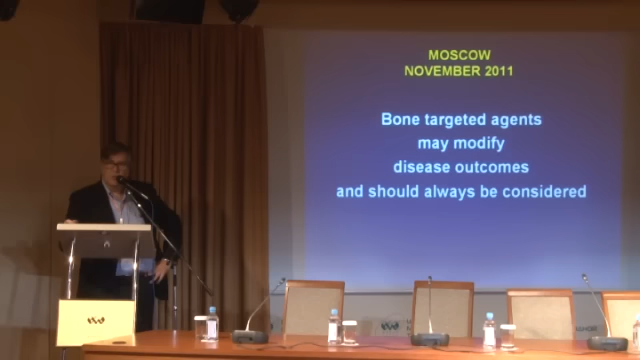 MOSCOW
NOVEMBER 2011
Bone targeted agents
may modify
disease outcomes
and should always be considered